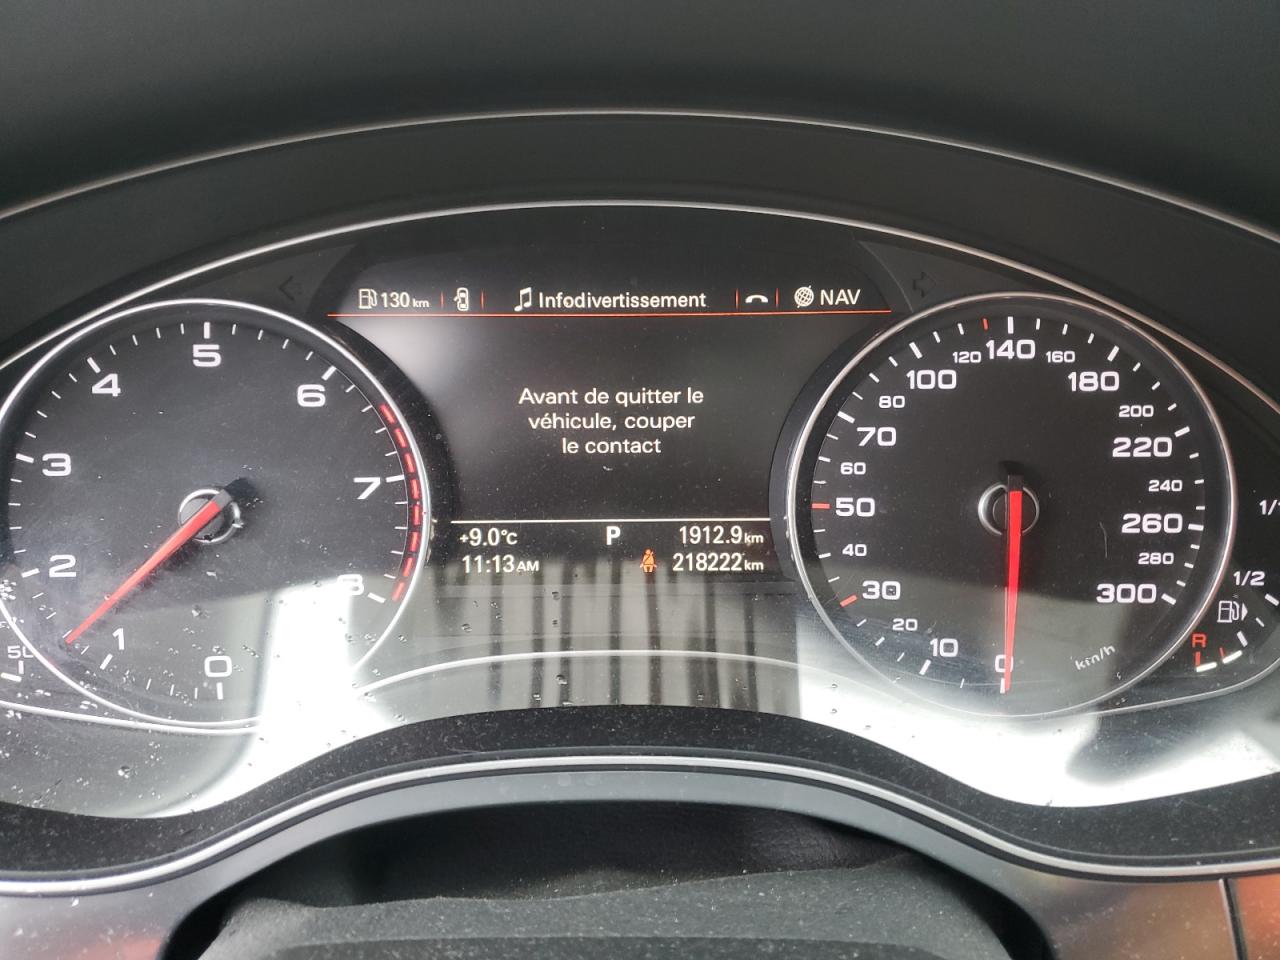 130 km
Infodivertissement
NAV
Avant de quitter le
véhicule, couper
le contact
+9.0°C
P
1912.9 km
11:13 AM
218222 km
0
1
2
3
4
5
6
7
8
0
10
20
30
40
50
60
70
80
100
120
140
160
180
200
220
240
260
280
300
km/h
1/2
R